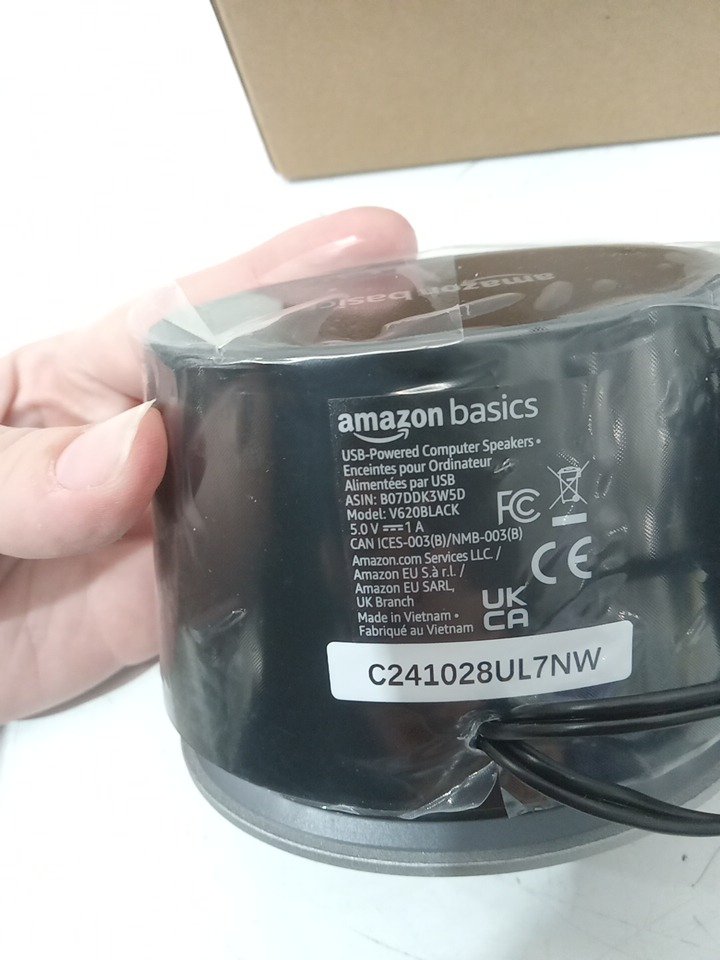 amazon basics
amazon basics
USB-Powered Computer Speakers •
Enceintes pour Ordinateur
Alimentées par USB
ASIN: B07DDK3W5D
Model: V620BLACK
5.0 V ⎓ 1 A
CAN ICES-003(B)/NMB-003(B)
Amazon.com Services LLC. /
Amazon EU S.à r.l. /
Amazon EU SARL,
UK Branch
Made in Vietnam •
Fabriqué au Vietnam
FC
CE
UK
CA
C241028UL7NW